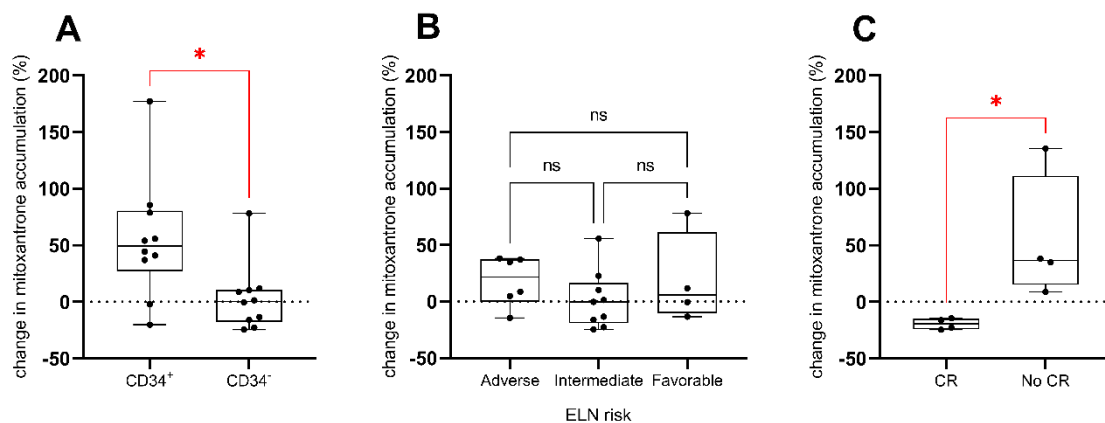 A
change in mitoxantrone accumulation (%)
200
150
100
50
0
-50
*
CD34⁺
CD34⁻
B
change in mitoxantrone accumulation (%)
200
150
100
50
0
-50
ns
ns
ns
Adverse
Intermediate
Favorable
ELN risk
C
change in mitoxantrone accumulation (%)
200
150
100
50
0
-50
*
CR
No CR